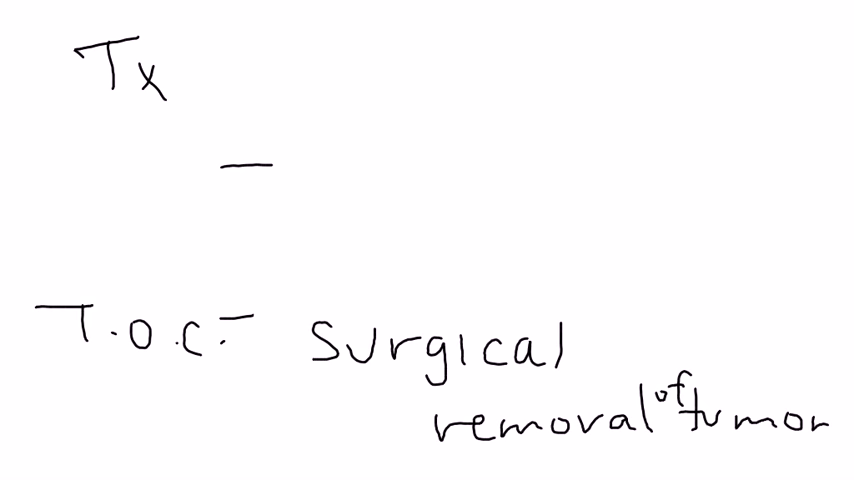 Tx
—
T.O.C:- Surgical
removal of tumor